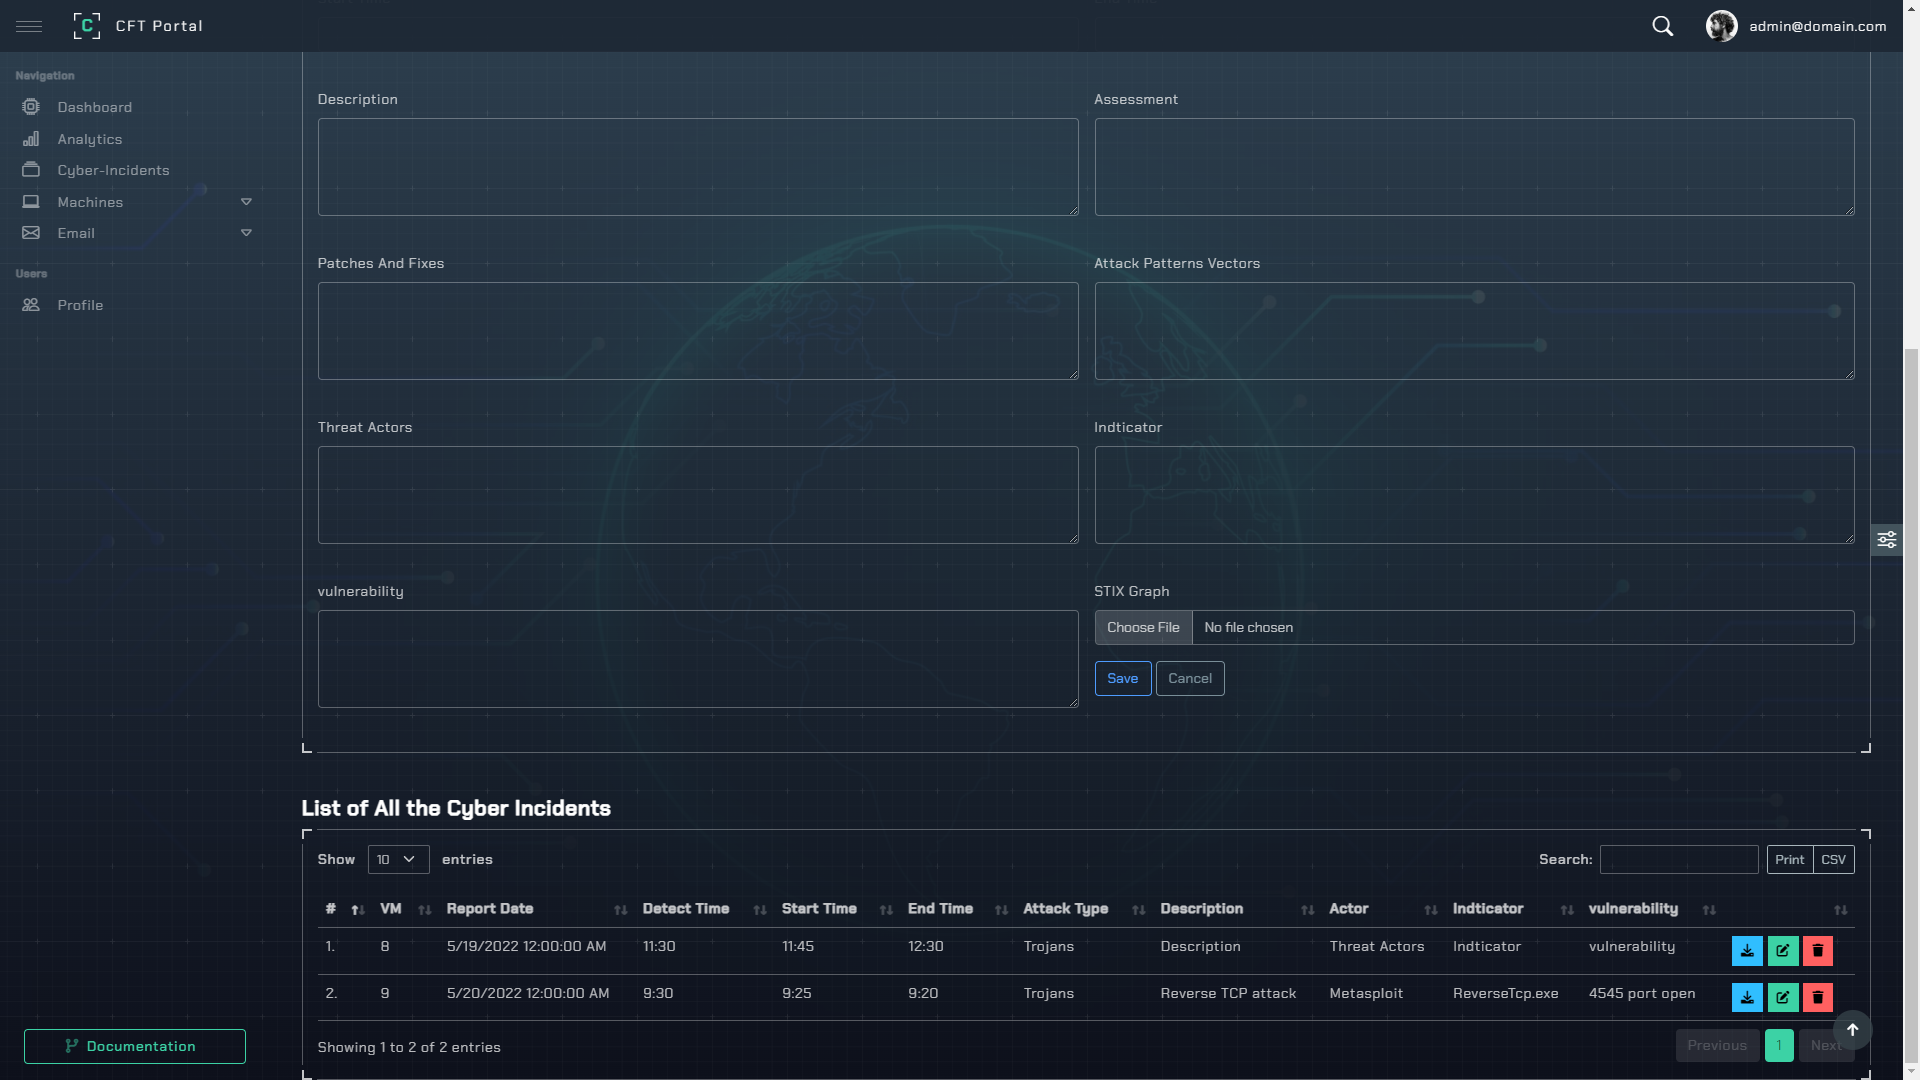 C CFT Portal
admin@domain.com
Navigation
Dashboard
Analytics
Cyber-Incidents
Machines
Email
Users
Profile
Documentation
Description
Assessment
Patches And Fixes
Attack Patterns Vectors
Threat Actors
Indticator
vulnerability
STIX Graph
Choose File No file chosen
Save Cancel
List of All the Cyber Incidents
Show 10 entries
Search: Print CSV
# VM Report Date Detect Time Start Time End Time Attack Type Description Actor Indticator vulnerability
1. 8 5/19/2022 12:00:00 AM 11:30 11:45 12:30 Trojans Description Threat Actors Indticator vulnerability
2. 9 5/20/2022 12:00:00 AM 9:30 9:25 9:20 Trojans Reverse TCP attack Metasploit ReverseTcp.exe 4545 port open
Showing 1 to 2 of 2 entries
Previous 1 Next